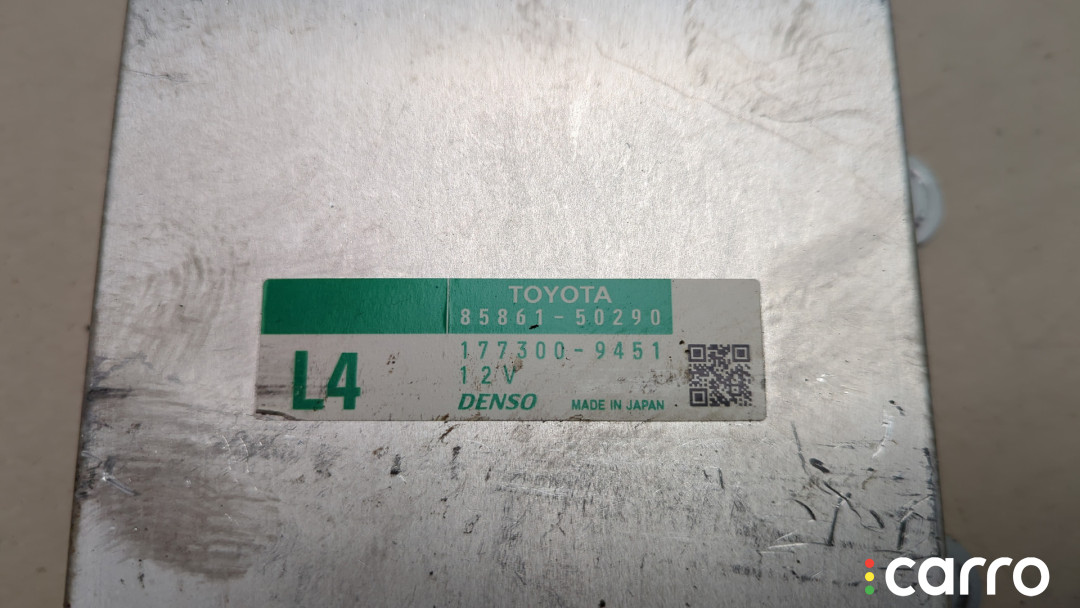 TOYOTA
85861-50290
177300-9451
L4
12V
DENSO MADE IN JAPAN
carro